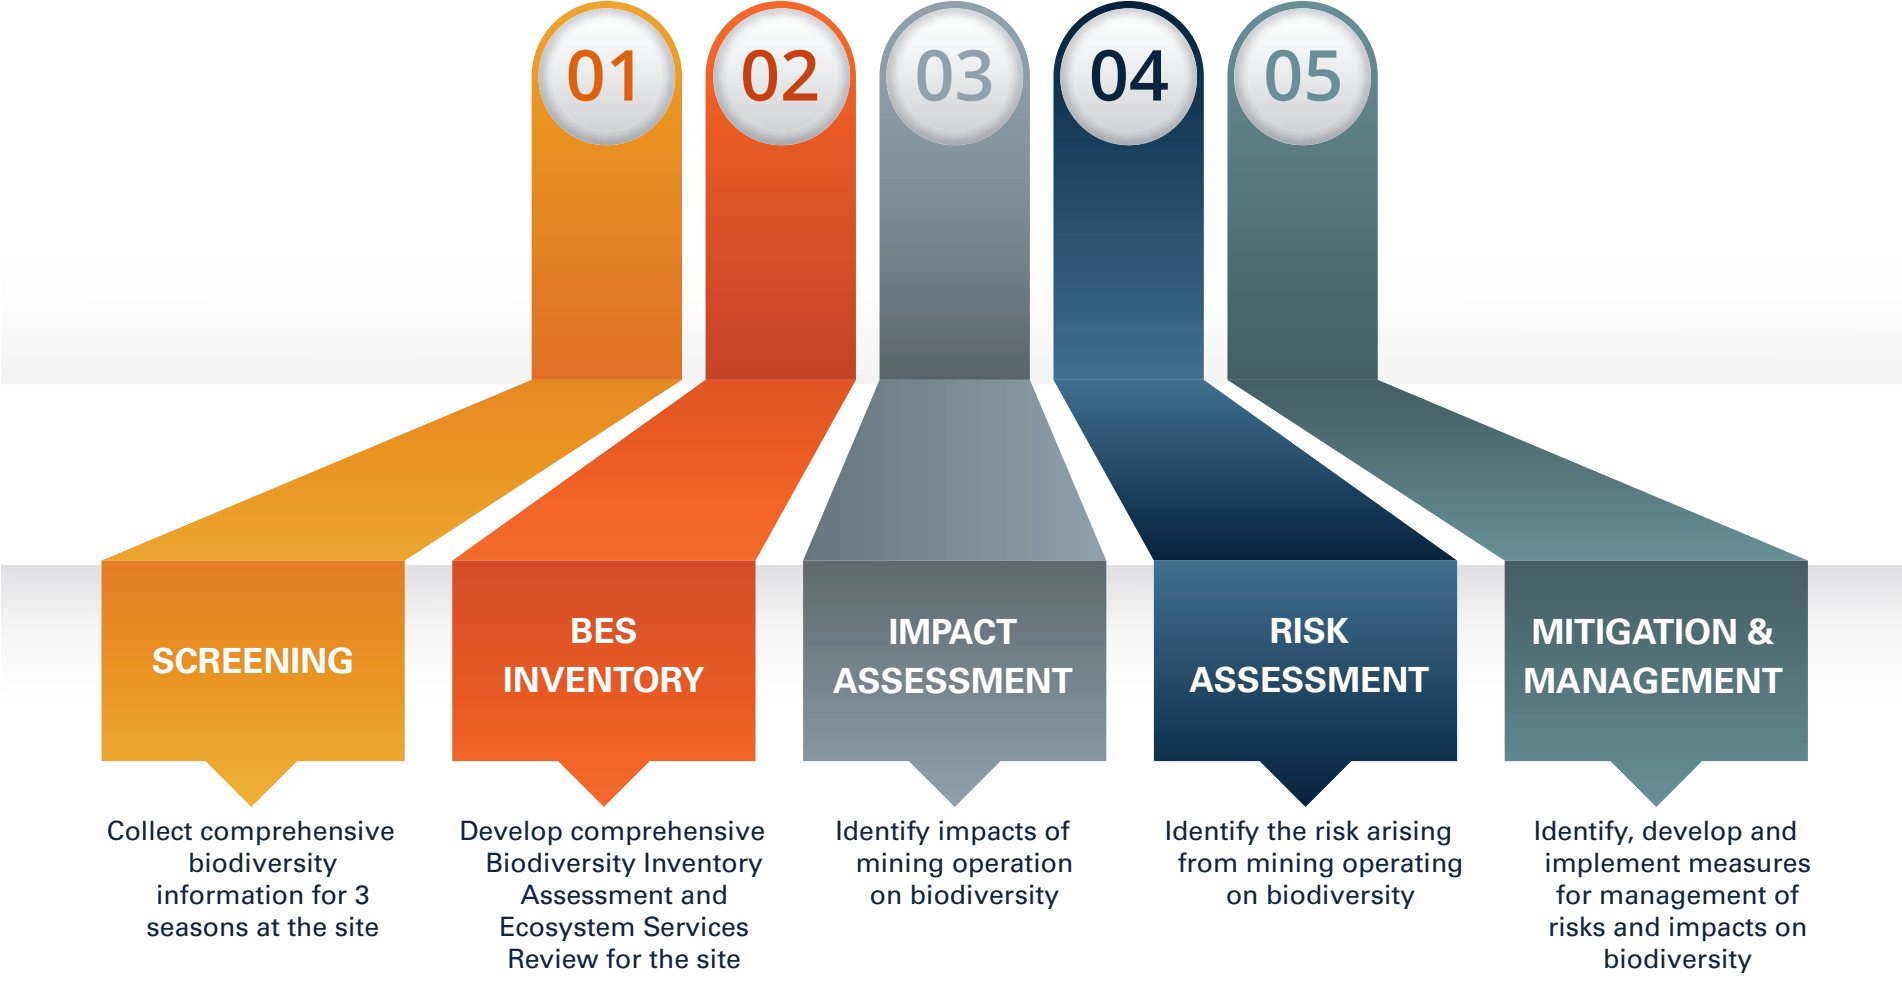 01
02
03
04
05
SCREENING
BES
INVENTORY
IMPACT
ASSESSMENT
RISK
ASSESSMENT
MITIGATION &
MANAGEMENT
Collect comprehensive
biodiversity
information for 3
seasons at the site
Develop comprehensive
Biodiversity Inventory
Assessment and
Ecosystem Services
Review for the site
Identify impacts of
mining operation
on biodiversity
Identify the risk arising
from mining operating
on biodiversity
Identify, develop and
implement measures
for management of
risks and impacts on
biodiversity